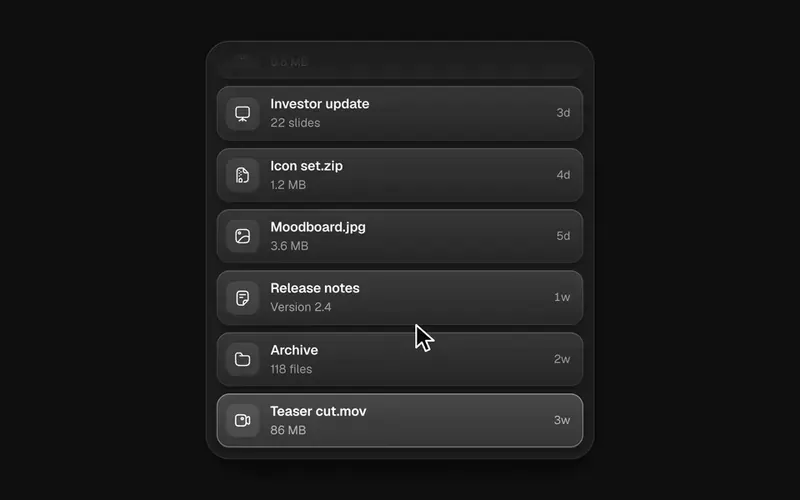 Investor update
22 slides
3d
Icon set.zip
1.2 MB
4d
Moodboard.jpg
3.6 MB
5d
Release notes
Version 2.4
1w
Archive
118 files
2w
Teaser cut.mov
86 MB
3w